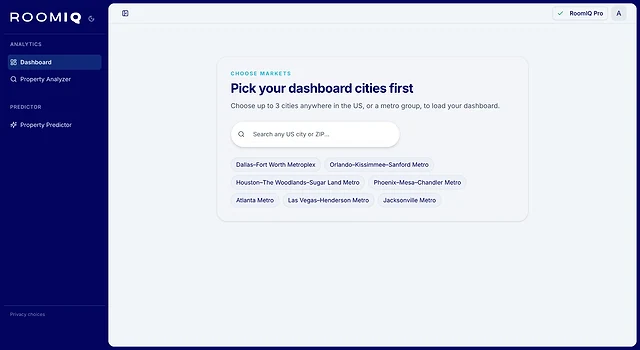 ROOMIQ
ANALYTICS
Dashboard
Property Analyzer
PREDICTOR
Property Predictor
Privacy choices
RoomIQ Pro
A
CHOOSE MARKETS
Pick your dashboard cities first
Choose up to 3 cities anywhere in the US, or a metro group, to load your dashboard.
Search any US city or ZIP...
Dallas–Fort Worth Metroplex
Orlando–Kissimmee–Sanford Metro
Houston–The Woodlands–Sugar Land Metro
Phoenix–Mesa–Chandler Metro
Atlanta Metro
Las Vegas–Henderson Metro
Jacksonville Metro